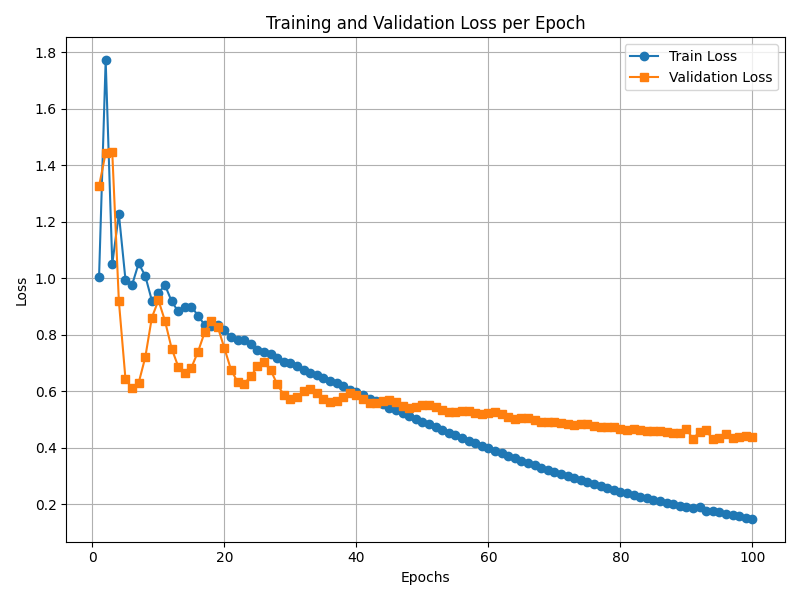 Training and Validation Loss per Epoch
Train Loss
Validation Loss
1.8
1.6
1.4
1.2
1.0
0.8
0.6
0.4
0.2
Loss
0 20 40 60 80 100
Epochs